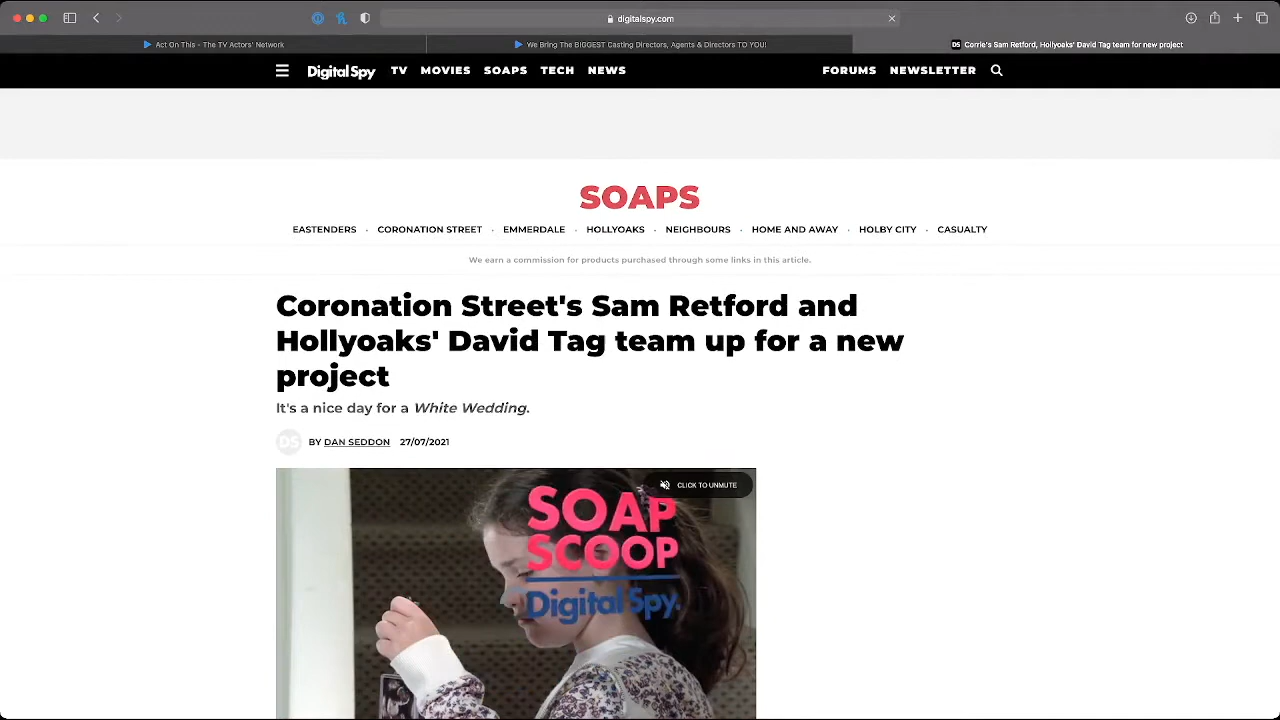 digitalspy.com
Act On This - The TV Actors' Network
We Bring The BIGGEST Casting Directors, Agents & Directors TO YOU!
DS Corrie's Sam Retford, Hollyoaks' David Tag team up for new project
Digital Spy TV MOVIES SOAPS TECH NEWS FORUMS NEWSLETTER
SOAPS
EASTENDERS · CORONATION STREET · EMMERDALE · HOLLYOAKS · NEIGHBOURS · HOME AND AWAY · HOLBY CITY · CASUALTY
We earn a commission for products purchased through some links in this article.
Coronation Street's Sam Retford and
Hollyoaks' David Tag team up for a new
project
It's a nice day for a White Wedding.
DS BY DAN SEDDON 27/07/2021
CLICK TO UNMUTE
SOAP
SCOOP
Digital Spy.